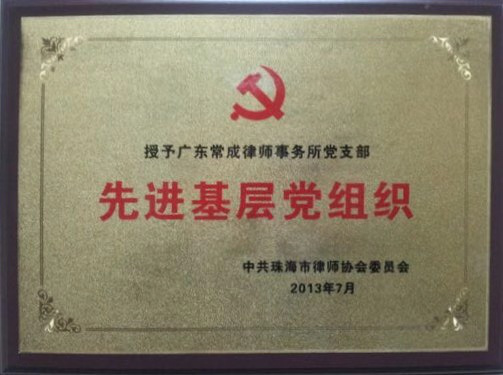 授予广东常成律师事务所党支部
先进基层党组织
中共珠海市律师协会委员会
2013年7月